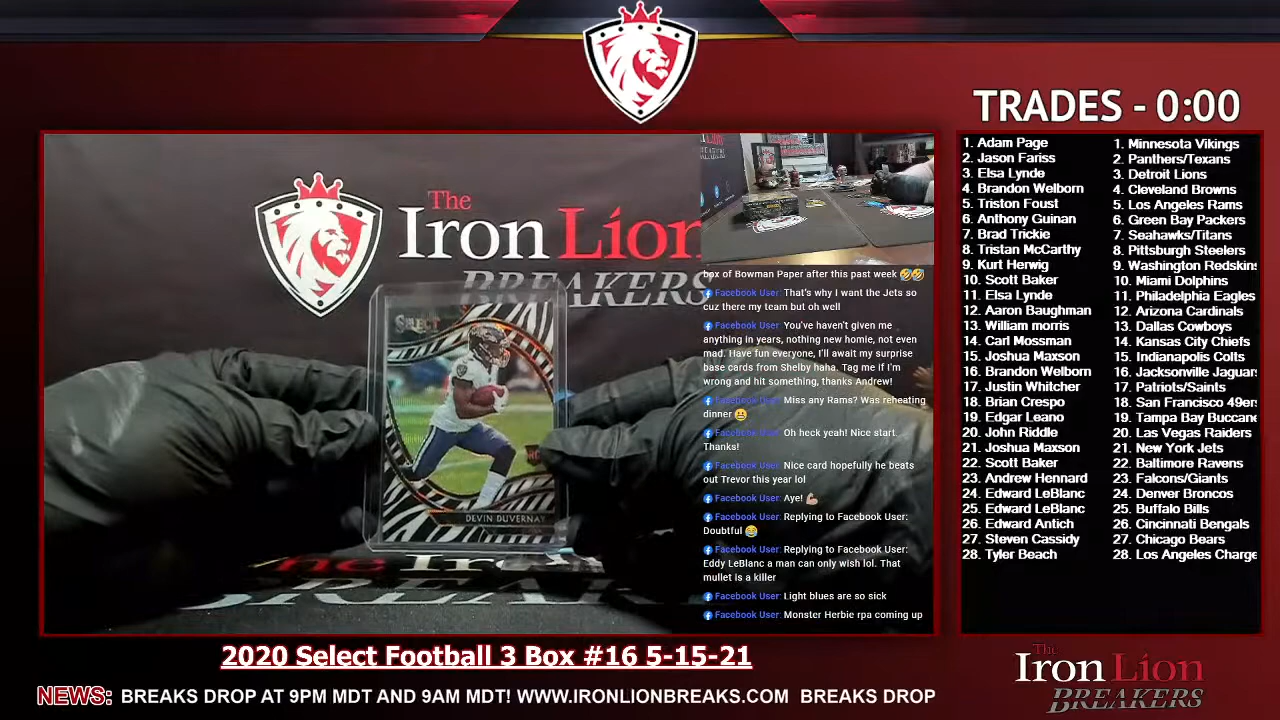 TRADES - 0:00
The
Iron Lion
BREAKERS
SELECT
DEVIN DUVERNAY
box of Bowman Paper after this past week 🤣🤣
Facebook User: That's why I want the Jets so
cuz there my team but oh well
Facebook User: You've haven't given me
anything in years, nothing new homie, not even
mad. Have fun everyone, I'll await my surprise
base cards from Shelby haha. Tag me if I'm
wrong and hit something, thanks Andrew!
Facebook User: Miss any Rams? Was reheating
dinner 😆
Facebook User: Oh heck yeah! Nice start.
Thanks!
Facebook User: Nice card hopefully he beats
out Trevor this year lol
Facebook User: Aye! 💪🏼
Facebook User: Replying to Facebook User:
Doubtful 😂
Facebook User: Replying to Facebook User:
Eddy LeBlanc a man can only wish lol. That
mullet is a killer
Facebook User: Light blues are so sick
Facebook User: Monster Herbie rpa coming up
1. Adam Page
2. Jason Fariss
3. Elsa Lynde
4. Brandon Welborn
5. Triston Foust
6. Anthony Guinan
7. Brad Trickie
8. Tristan McCarthy
9. Kurt Herwig
10. Scott Baker
11. Elsa Lynde
12. Aaron Baughman
13. William morris
14. Carl Mossman
15. Joshua Maxson
16. Brandon Welborn
17. Justin Whitcher
18. Brian Crespo
19. Edgar Leano
20. John Riddle
21. Joshua Maxson
22. Scott Baker
23. Andrew Hennard
24. Edward LeBlanc
25. Edward LeBlanc
26. Edward Antich
27. Steven Cassidy
28. Tyler Beach
1. Minnesota Vikings
2. Panthers/Texans
3. Detroit Lions
4. Cleveland Browns
5. Los Angeles Rams
6. Green Bay Packers
7. Seahawks/Titans
8. Pittsburgh Steelers
9. Washington Redskins
10. Miami Dolphins
11. Philadelphia Eagles
12. Arizona Cardinals
13. Dallas Cowboys
14. Kansas City Chiefs
15. Indianapolis Colts
16. Jacksonville Jaguars
17. Patriots/Saints
18. San Francisco 49ers
19. Tampa Bay Buccane
20. Las Vegas Raiders
21. New York Jets
22. Baltimore Ravens
23. Falcons/Giants
24. Denver Broncos
25. Buffalo Bills
26. Cincinnati Bengals
27. Chicago Bears
28. Los Angeles Charge
2020 Select Football 3 Box #16 5-15-21
The
Iron Lion
BREAKERS
NEWS: BREAKS DROP AT 9PM MDT AND 9AM MDT! WWW.IRONLIONBREAKS.COM BREAKS DROP